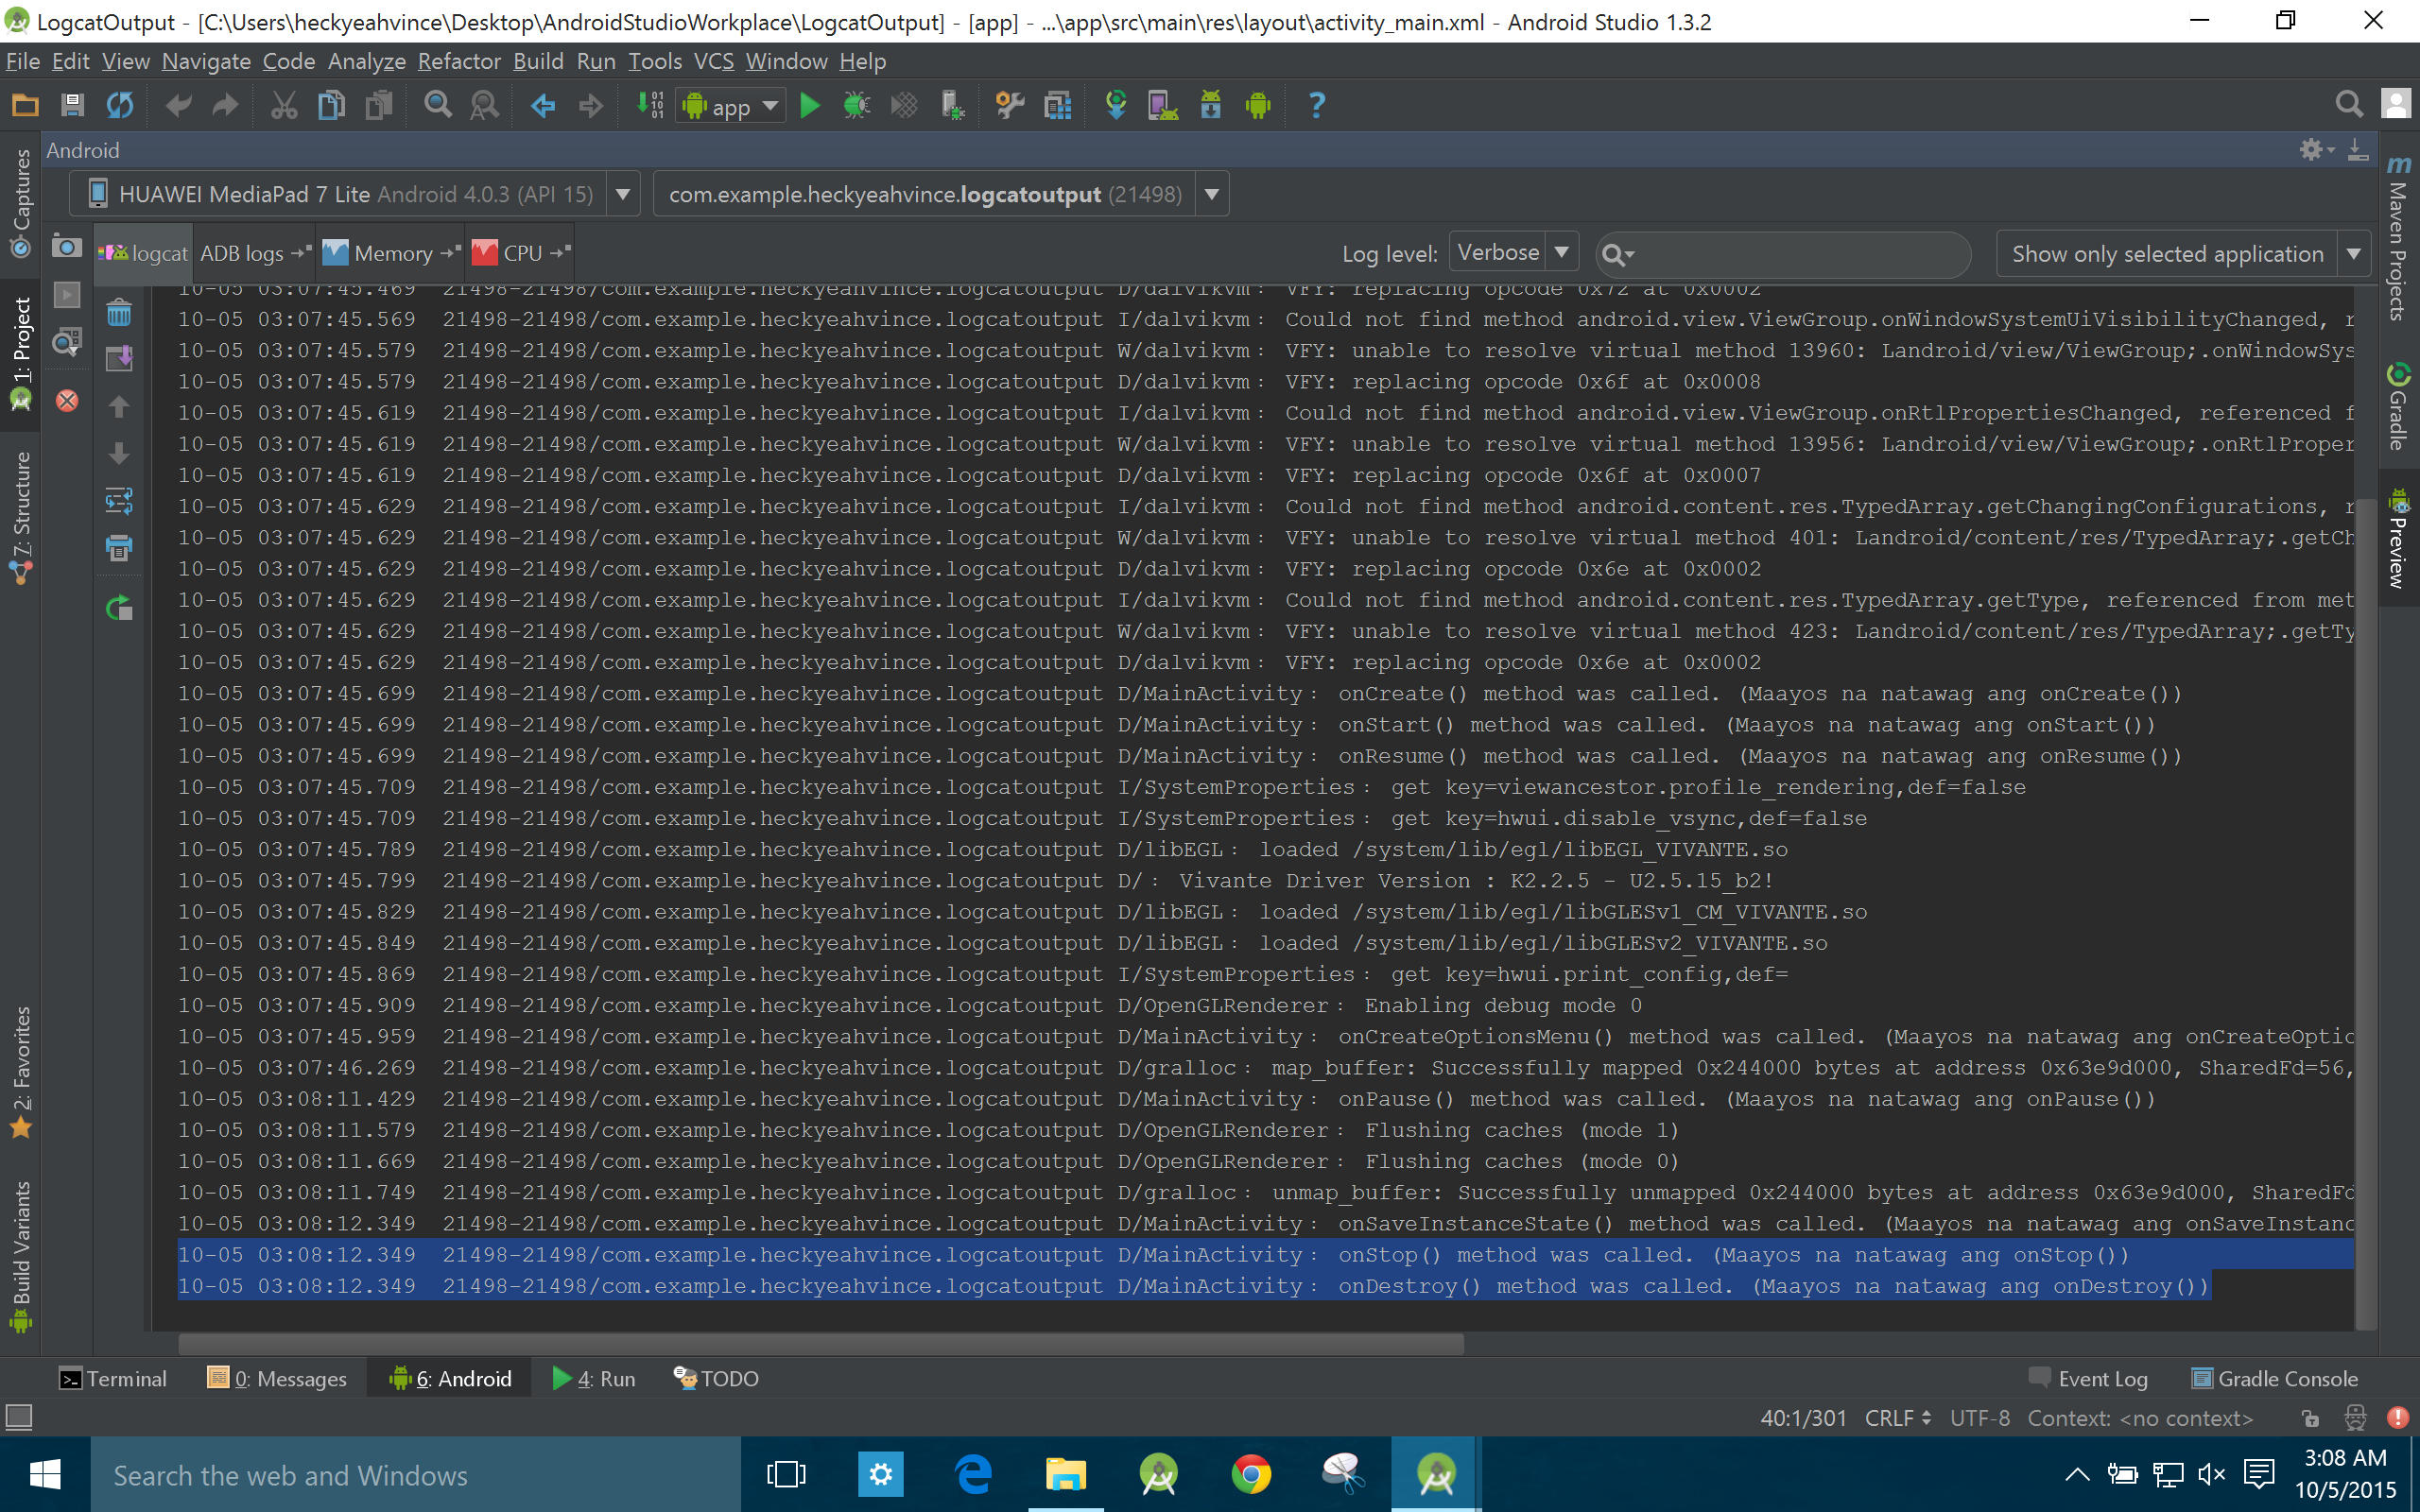 LogcatOutput - [C:\Users\heckyeahvince\Desktop\AndroidStudioWorkplace\LogcatOutput] - [app] - ...\app\src\main\res\layout\activity_main.xml - Android Studio 1.3.2
File Edit View Navigate Code Analyze Refactor Build Run Tools VCS Window Help
app
Android
HUAWEI MediaPad 7 Lite Android 4.0.3 (API 15)
com.example.heckyeahvince.logcatoutput (21498)
logcat
ADB logs
Memory
CPU
Log level: Verbose
Show only selected application
10-05 03:07:45.469 21498-21498/com.example.heckyeahvince.logcatoutput D/dalvikvm: VFY: replacing opcode 0x72 at 0x0002
10-05 03:07:45.569 21498-21498/com.example.heckyeahvince.logcatoutput I/dalvikvm: Could not find method android.view.ViewGroup.onWindowSystemUiVisibilityChanged, r
10-05 03:07:45.579 21498-21498/com.example.heckyeahvince.logcatoutput W/dalvikvm: VFY: unable to resolve virtual method 13960: Landroid/view/ViewGroup;.onWindowSys
10-05 03:07:45.579 21498-21498/com.example.heckyeahvince.logcatoutput D/dalvikvm: VFY: replacing opcode 0x6f at 0x0008
10-05 03:07:45.619 21498-21498/com.example.heckyeahvince.logcatoutput I/dalvikvm: Could not find method android.view.ViewGroup.onRtlPropertiesChanged, referenced f
10-05 03:07:45.619 21498-21498/com.example.heckyeahvince.logcatoutput W/dalvikvm: VFY: unable to resolve virtual method 13956: Landroid/view/ViewGroup;.onRtlProper
10-05 03:07:45.619 21498-21498/com.example.heckyeahvince.logcatoutput D/dalvikvm: VFY: replacing opcode 0x6f at 0x0007
10-05 03:07:45.629 21498-21498/com.example.heckyeahvince.logcatoutput I/dalvikvm: Could not find method android.content.res.TypedArray.getChangingConfigurations, r
10-05 03:07:45.629 21498-21498/com.example.heckyeahvince.logcatoutput W/dalvikvm: VFY: unable to resolve virtual method 401: Landroid/content/res/TypedArray;.getCh
10-05 03:07:45.629 21498-21498/com.example.heckyeahvince.logcatoutput D/dalvikvm: VFY: replacing opcode 0x6e at 0x0002
10-05 03:07:45.629 21498-21498/com.example.heckyeahvince.logcatoutput I/dalvikvm: Could not find method android.content.res.TypedArray.getType, referenced from met
10-05 03:07:45.629 21498-21498/com.example.heckyeahvince.logcatoutput W/dalvikvm: VFY: unable to resolve virtual method 423: Landroid/content/res/TypedArray;.getTy
10-05 03:07:45.629 21498-21498/com.example.heckyeahvince.logcatoutput D/dalvikvm: VFY: replacing opcode 0x6e at 0x0002
10-05 03:07:45.699 21498-21498/com.example.heckyeahvince.logcatoutput D/MainActivity: onCreate() method was called. (Maayos na natawag ang onCreate())
10-05 03:07:45.699 21498-21498/com.example.heckyeahvince.logcatoutput D/MainActivity: onStart() method was called. (Maayos na natawag ang onStart())
10-05 03:07:45.699 21498-21498/com.example.heckyeahvince.logcatoutput D/MainActivity: onResume() method was called. (Maayos na natawag ang onResume())
10-05 03:07:45.709 21498-21498/com.example.heckyeahvince.logcatoutput I/SystemProperties: get key=viewancestor.profile_rendering,def=false
10-05 03:07:45.709 21498-21498/com.example.heckyeahvince.logcatoutput I/SystemProperties: get key=hwui.disable_vsync,def=false
10-05 03:07:45.789 21498-21498/com.example.heckyeahvince.logcatoutput D/libEGL: loaded /system/lib/egl/libEGL_VIVANTE.so
10-05 03:07:45.799 21498-21498/com.example.heckyeahvince.logcatoutput D/: Vivante Driver Version : K2.2.5 - U2.5.15_b2!
10-05 03:07:45.829 21498-21498/com.example.heckyeahvince.logcatoutput D/libEGL: loaded /system/lib/egl/libGLESv1_CM_VIVANTE.so
10-05 03:07:45.849 21498-21498/com.example.heckyeahvince.logcatoutput D/libEGL: loaded /system/lib/egl/libGLESv2_VIVANTE.so
10-05 03:07:45.869 21498-21498/com.example.heckyeahvince.logcatoutput I/SystemProperties: get key=hwui.print_config,def=
10-05 03:07:45.909 21498-21498/com.example.heckyeahvince.logcatoutput D/OpenGLRenderer: Enabling debug mode 0
10-05 03:07:45.959 21498-21498/com.example.heckyeahvince.logcatoutput D/MainActivity: onCreateOptionsMenu() method was called. (Maayos na natawag ang onCreateOptio
10-05 03:07:46.269 21498-21498/com.example.heckyeahvince.logcatoutput D/gralloc: map_buffer: Successfully mapped 0x244000 bytes at address 0x63e9d000, SharedFd=56,
10-05 03:08:11.429 21498-21498/com.example.heckyeahvince.logcatoutput D/MainActivity: onPause() method was called. (Maayos na natawag ang onPause())
10-05 03:08:11.579 21498-21498/com.example.heckyeahvince.logcatoutput D/OpenGLRenderer: Flushing caches (mode 1)
10-05 03:08:11.669 21498-21498/com.example.heckyeahvince.logcatoutput D/OpenGLRenderer: Flushing caches (mode 0)
10-05 03:08:11.749 21498-21498/com.example.heckyeahvince.logcatoutput D/gralloc: unmap_buffer: Successfully unmapped 0x244000 bytes at address 0x63e9d000, SharedFd
10-05 03:08:12.349 21498-21498/com.example.heckyeahvince.logcatoutput D/MainActivity: onSaveInstanceState() method was called. (Maayos na natawag ang onSaveInstanc
10-05 03:08:12.349 21498-21498/com.example.heckyeahvince.logcatoutput D/MainActivity: onStop() method was called. (Maayos na natawag ang onStop())
10-05 03:08:12.349 21498-21498/com.example.heckyeahvince.logcatoutput D/MainActivity: onDestroy() method was called. (Maayos na natawag ang onDestroy())
Captures
1: Project
7: Structure
2: Favorites
Build Variants
Maven Projects
Gradle
Preview
Terminal
0: Messages
6: Android
4: Run
TODO
Event Log
Gradle Console
40:1/301 CRLF UTF-8 Context: <no context>
Search the web and Windows
3:08 AM
10/5/2015